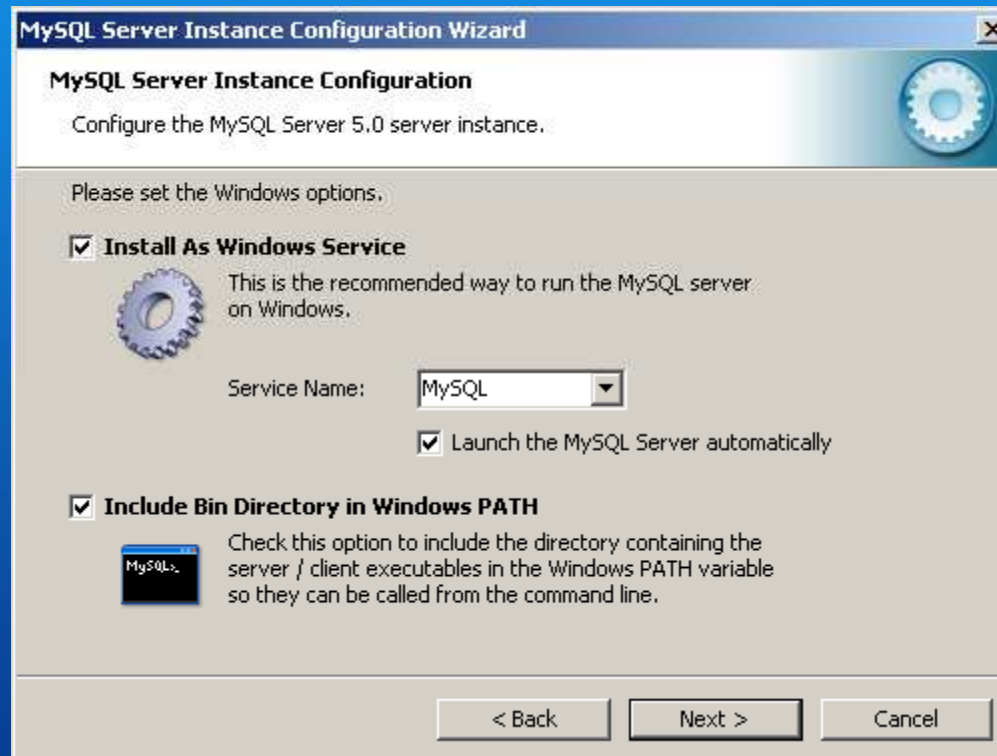 MySQL Server Instance Configuration Wizard
MySQL Server Instance Configuration
Configure the MySQL Server 5.0 server instance.
Please set the Windows options.
Install As Windows Service
This is the recommended way to run the MySQL server
on Windows.
Service Name: MySQL
Launch the MySQL Server automatically
Include Bin Directory in Windows PATH
MySQL>_
Check this option to include the directory containing the
server / client executables in the Windows PATH variable
so they can be called from the command line.
< Back Next > Cancel